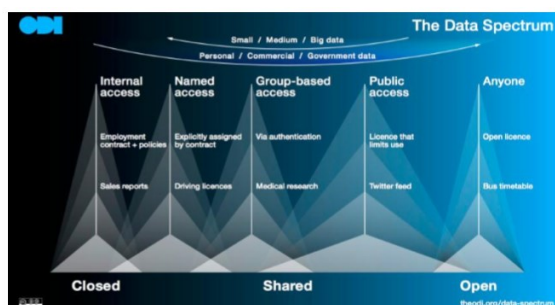 ODI
The Data Spectrum
Small / Medium / Big data
Personal / Commercial / Government data
Internal
access
Named
access
Group-based
access
Public
access
Anyone
Employment
contract + policies
Explicitly assigned
by contract
Via authentication
Licence that
limits use
Open licence
Sales reports
Driving licences
Medical research
Twitter feed
Bus timetable
Closed
Shared
Open
theodi.org/data-spectrum